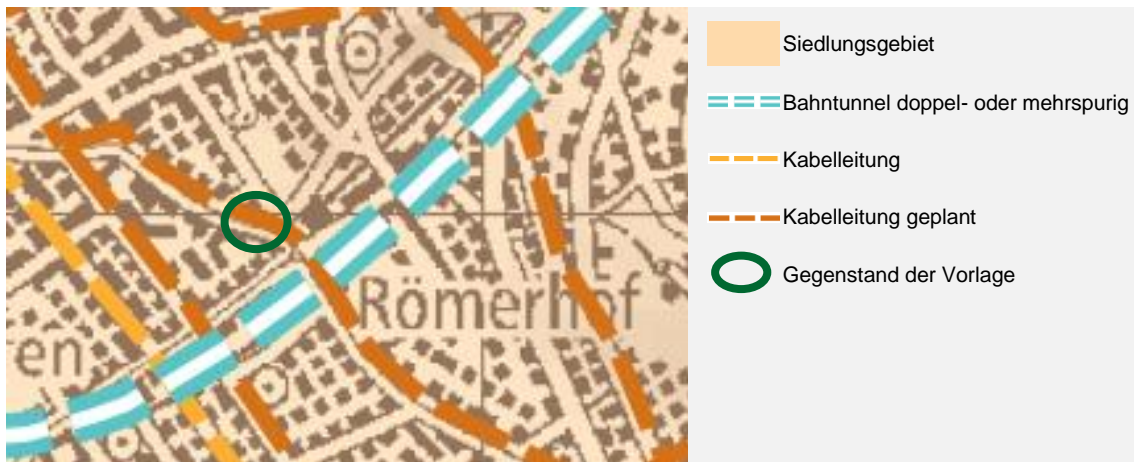 Siedlungsgebiet
Bahntunnel doppel- oder mehrspurig
Kabelleitung
Kabelleitung geplant
Gegenstand der Vorlage
Römerhof
en